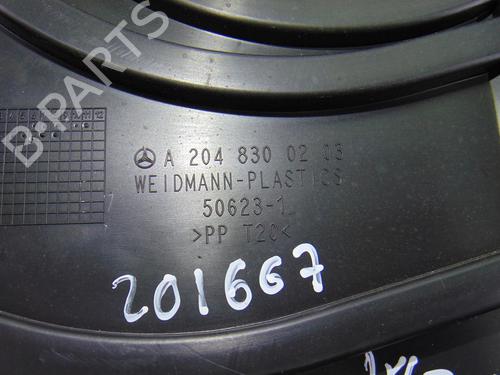 B-PARTS
A 204 830 02 03
WEIDMANN-PLASTICS
50623-1
>PP T20<
201667